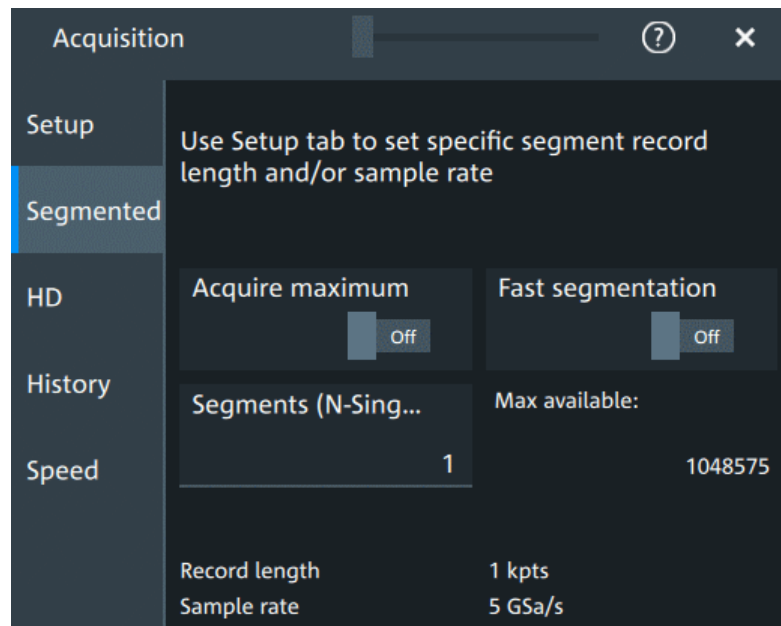 Acquisition
?
Setup
Segmented
HD
History
Speed
Use Setup tab to set specific segment record
length and/or sample rate
Acquire maximum
Off
Fast segmentation
Off
Segments (N-Sing...
1
Max available:
1048575
Record length 1 kpts
Sample rate 5 GSa/s